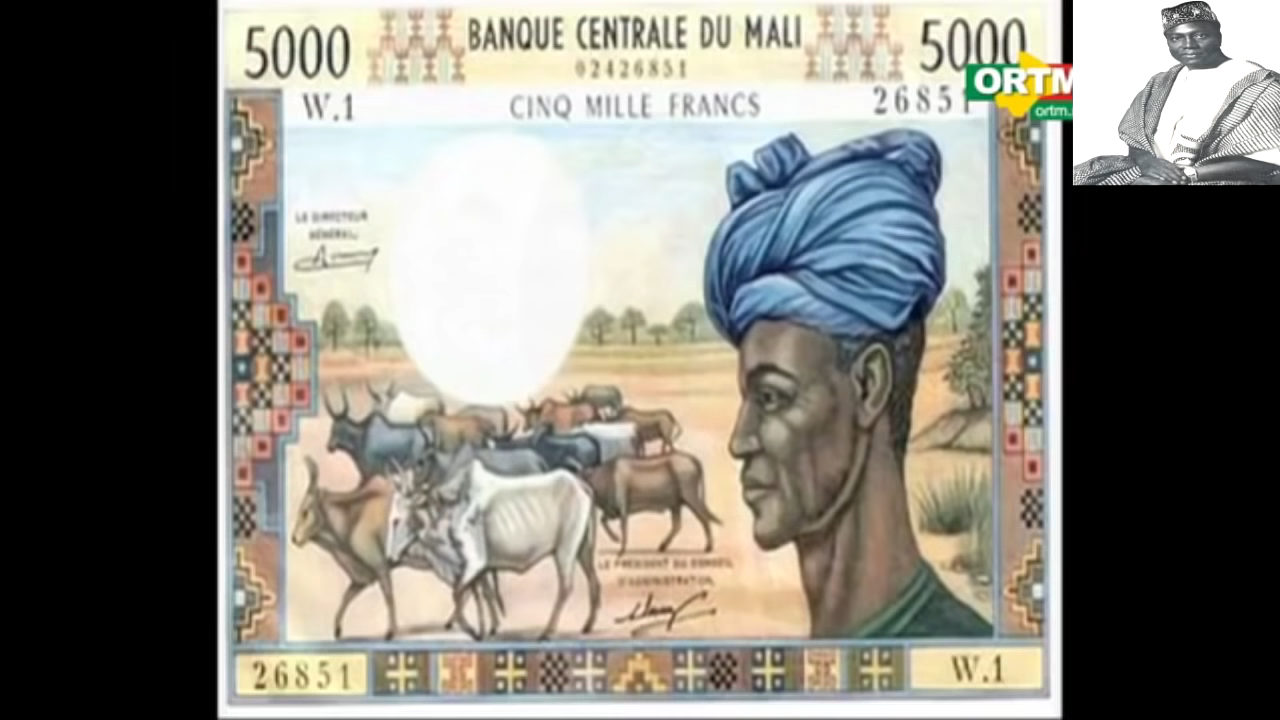 5000 BANQUE CENTRALE DU MALI 5000
02426851
W.1 CINQ MILLE FRANCS 26851
ORTM
ortm.
LE DIRECTEUR
GÉNÉRAL,
LE PRÉSIDENT DU CONSEIL
D'ADMINISTRATION,
26851 W.1